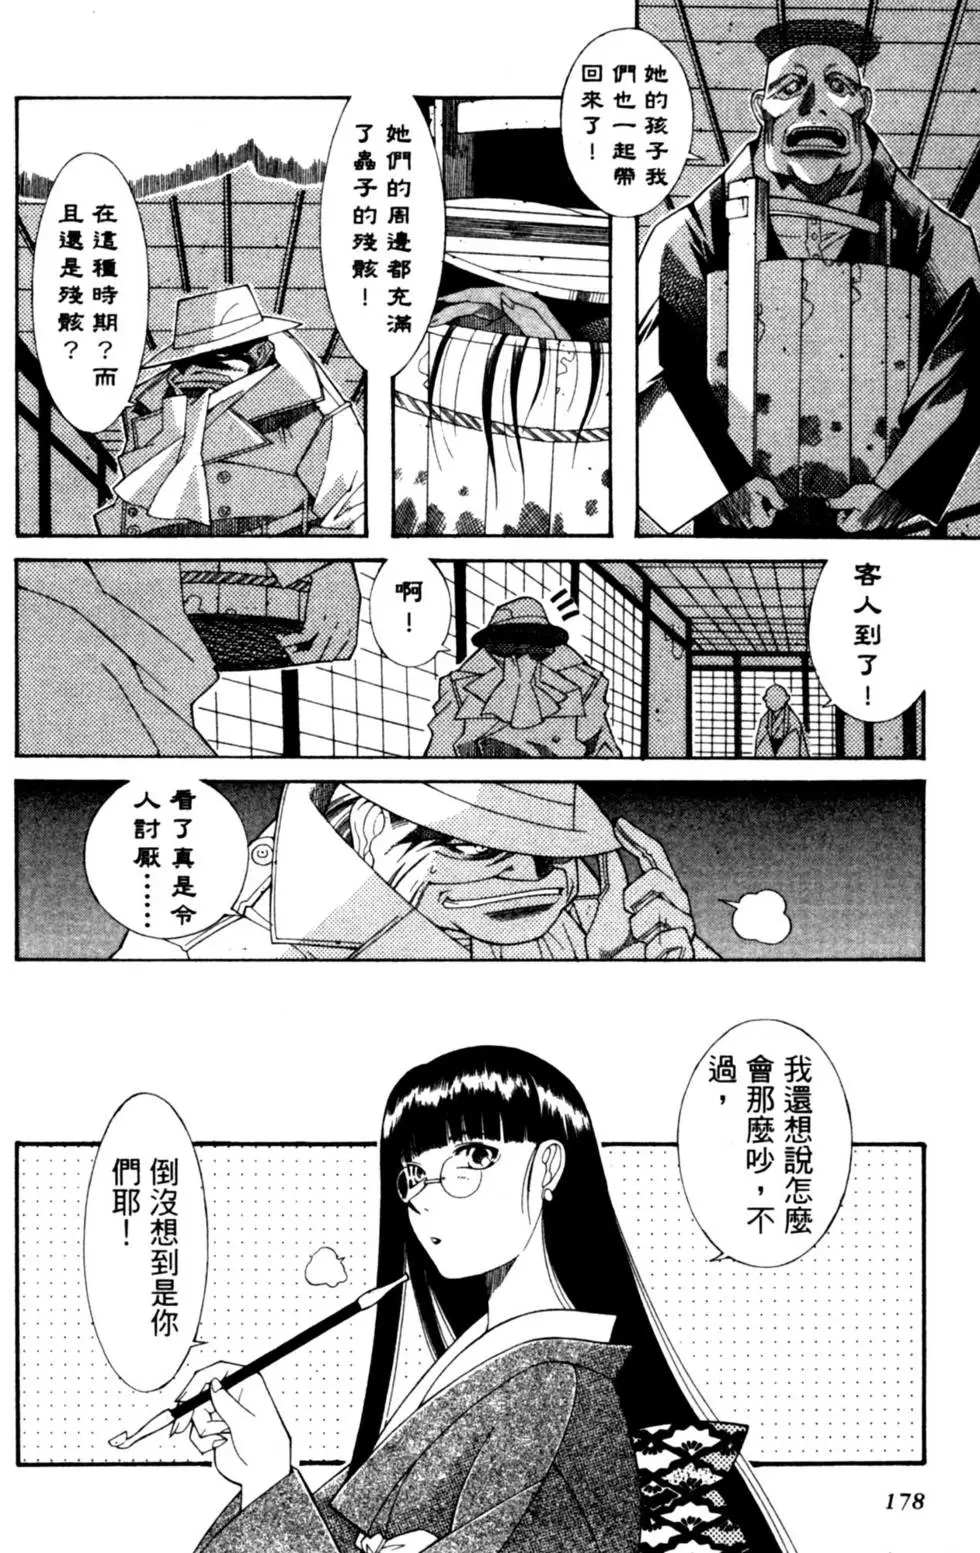 她的孩子我
們也一起帶
回來了！
她們的周邊都充滿
了蟲子的殘骸！
在這種時期？而
且還是殘骸？
客人到了！
啊！
看了真是令
人討厭……
我還想說怎麼
會那麼吵，不
過，
倒沒想到是你
們耶！
178